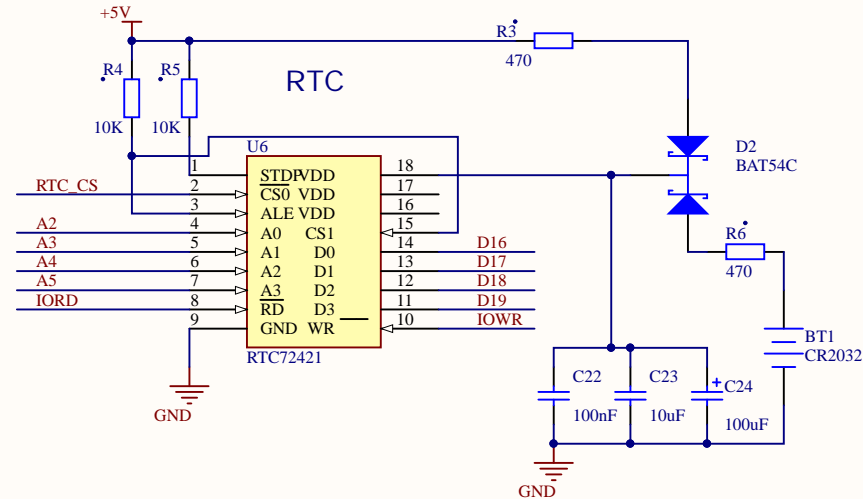 +5V
R3
470
R4
R5
RTC
10K
10K
D2
BAT54C
U6
1
STDP
VDD
18
RTC_CS
2
CS0
VDD
17
3
ALE
VDD
16
A2
4
A0
CS1
15
A3
5
A1
D0
14
D16
A4
6
A2
D1
13
D17
A5
7
A3
D2
12
D18
IORD
8
RD
D3
11
D19
9
GND
WR
10
IOWR
RTC72421
GND
R6
470
BT1
CR2032
C22
100nF
C23
10uF
+
C24
100uF
GND